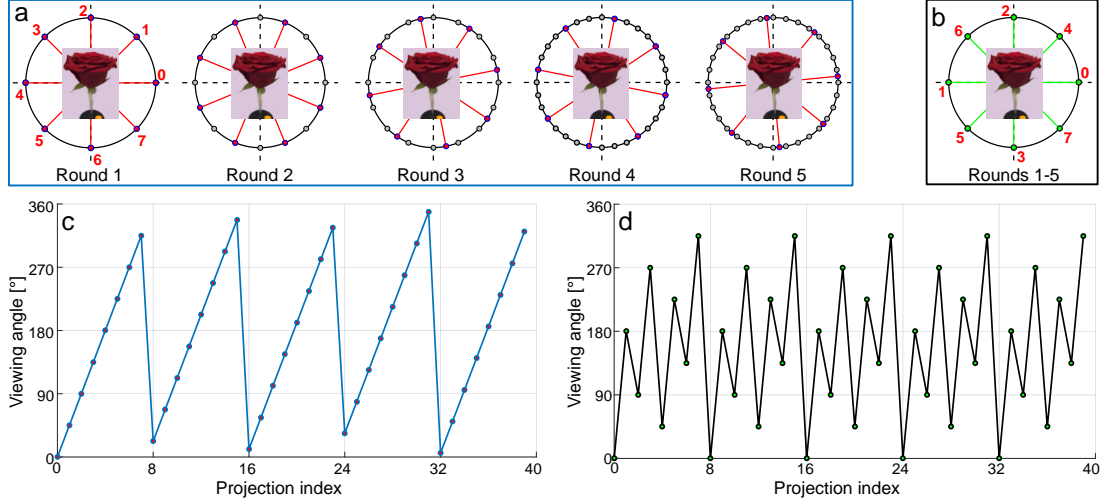 a
2
3
1
0
4
5
7
6
Round 1
Round 2
Round 3
Round 4
Round 5
b
2
6
4
0
1
5
7
3
Rounds 1-5
c
360
270
180
90
0
0
8
16
24
32
40
Viewing angle [°]
Projection index
d
360
270
180
90
0
0
8
16
24
32
40
Viewing angle [°]
Projection index